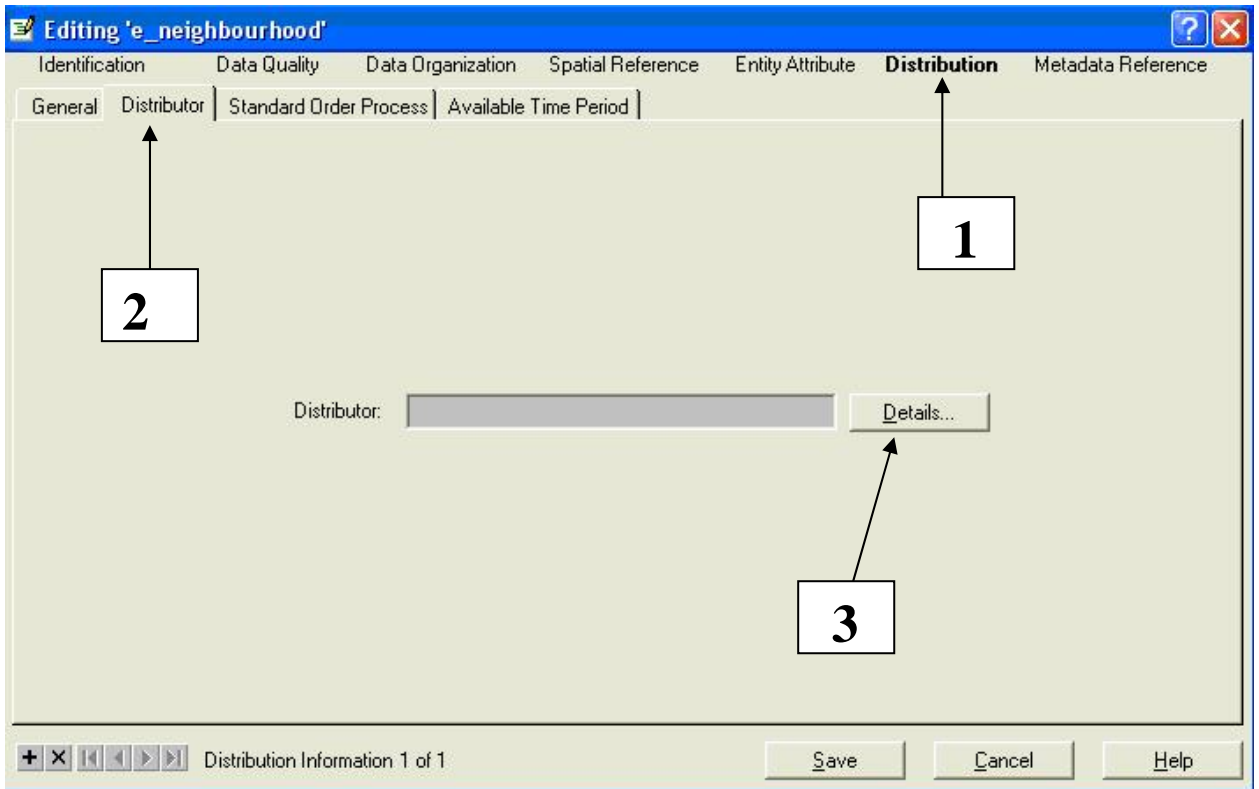 Editing 'e_neighbourhood'
Identification Data Quality Data Organization Spatial Reference Entity Attribute Distribution Metadata Reference
General Distributor Standard Order Process Available Time Period
1
2
Distributor: Details...
3
Distribution Information 1 of 1 Save Cancel Help